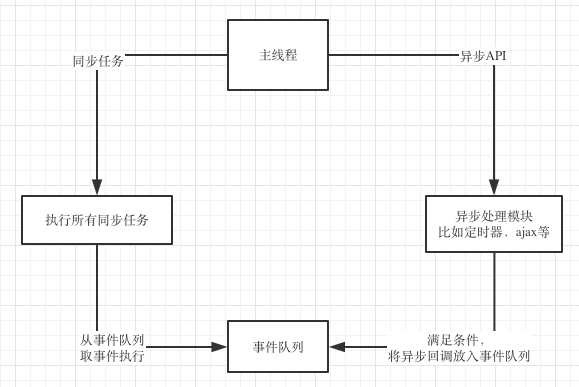 主线程
同步任务
异步API
执行所有同步任务
异步处理模块
比如定时器、ajax等
从事件队列
取事件执行
事件队列
满足条件，
将异步回调放入事件队列